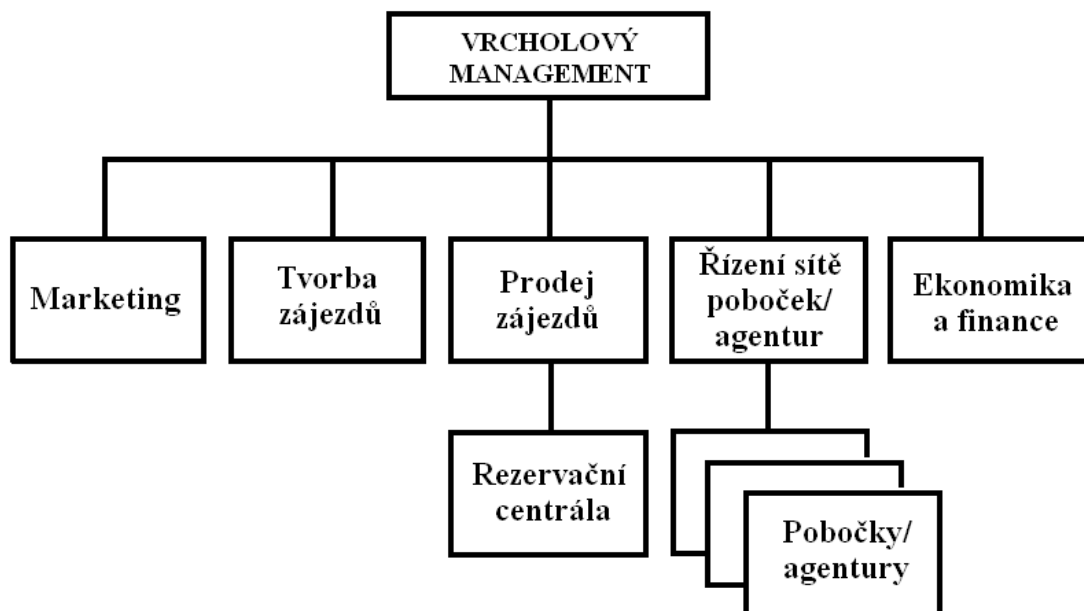 VRCHOLOVÝ
MANAGEMENT
Marketing
Tvorba
zájezdů
Prodej
zájezdů
Řízení sítě
poboček/
agentur
Ekonomika
a finance
Rezervační
centrála
Pobočky/
agentury